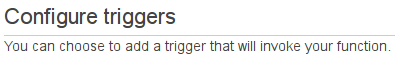 Configure triggers
You can choose to add a trigger that will invoke your function.